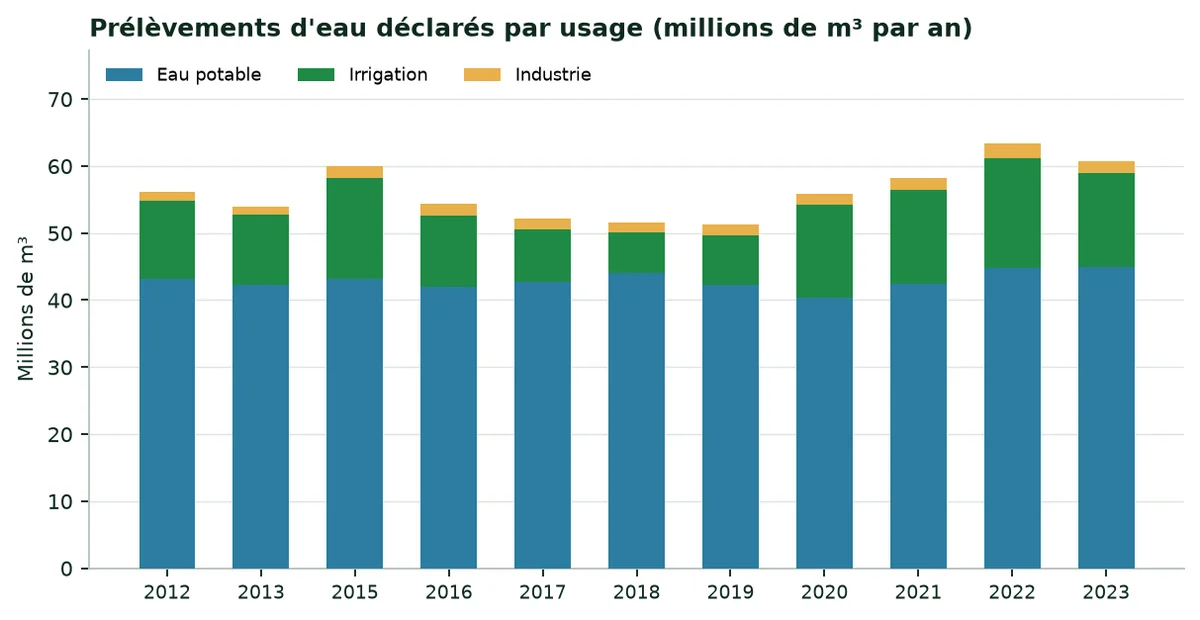 Prélèvements d'eau déclarés par usage (millions de m³ par an)
Eau potable Irrigation Industrie
70
60
50
40
30
20
10
0
Millions de m³
2012 2013 2015 2016 2017 2018 2019 2020 2021 2022 2023